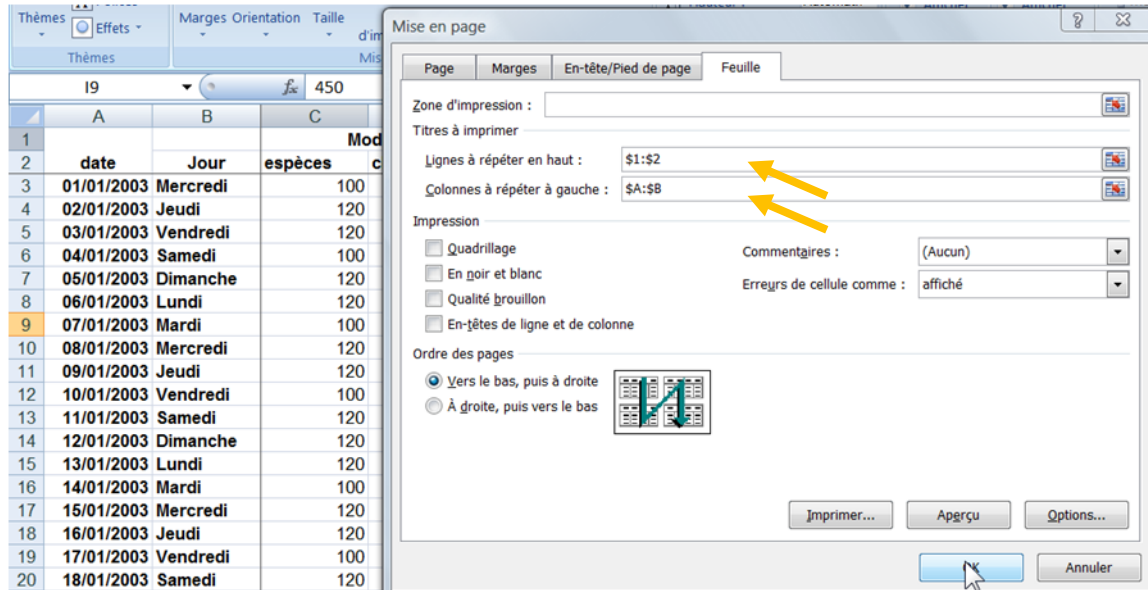 Thèmes Effets Marges Orientation Taille
Thèmes
I9 fx 450
A B C
1 Mod
2 date Jour espèces c
3 01/01/2003 Mercredi 100
4 02/01/2003 Jeudi 120
5 03/01/2003 Vendredi 120
6 04/01/2003 Samedi 100
7 05/01/2003 Dimanche 120
8 06/01/2003 Lundi 120
9 07/01/2003 Mardi 100
10 08/01/2003 Mercredi 120
11 09/01/2003 Jeudi 120
12 10/01/2003 Vendredi 100
13 11/01/2003 Samedi 120
14 12/01/2003 Dimanche 120
15 13/01/2003 Lundi 120
16 14/01/2003 Mardi 100
17 15/01/2003 Mercredi 120
18 16/01/2003 Jeudi 120
19 17/01/2003 Vendredi 100
20 18/01/2003 Samedi 120
Mise en page
Page Marges En-tête/Pied de page Feuille
Zone d'impression :
Titres à imprimer
Lignes à répéter en haut : $1:$2
Colonnes à répéter à gauche : $A:$B
Impression
Quadrillage Commentaires : (Aucun)
En noir et blanc Erreurs de cellule comme : affiché
Qualité brouillon
En-têtes de ligne et de colonne
Ordre des pages
Vers le bas, puis à droite
À droite, puis vers le bas
Imprimer... Aperçu Options...
OK Annuler